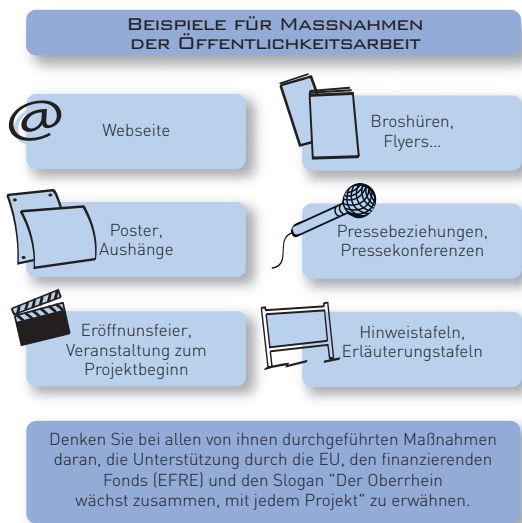 BEISPIELE FÜR MASSNAHMEN
DER ÖFFENTLICHKEITSARBEIT
@
Webseite
Broshüren,
Flyers...
Poster,
Aushänge
Pressebeziehungen,
Pressekonferenzen
Eröffnunsfeier,
Veranstaltung zum
Projektbeginn
Hinweistafeln,
Erläuterungstafeln
Denken Sie bei allen von ihnen durchgeführten Maßnahmen
daran, die Unterstützung durch die EU, den finanzierenden
Fonds (EFRE) und den Slogan "Der Oberrhein
wächst zusammen, mit jedem Projekt" zu erwähnen.